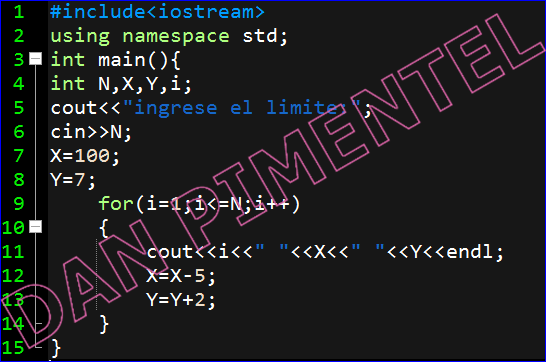 1 #include<iostream>
2 using namespace std;
3 int main(){
4 int N,X,Y,i;
5 cout<<"ingrese el limite:";
6 cin>>N;
7 X=100;
8 Y=7;
9 for(i=1;i<=N;i++)
10 {
11 cout<<i<<" "<<X<<" "<<Y<<endl;
12 X=X-5;
13 Y=Y+2;
14 }
15 }
DAN PIMENTEL